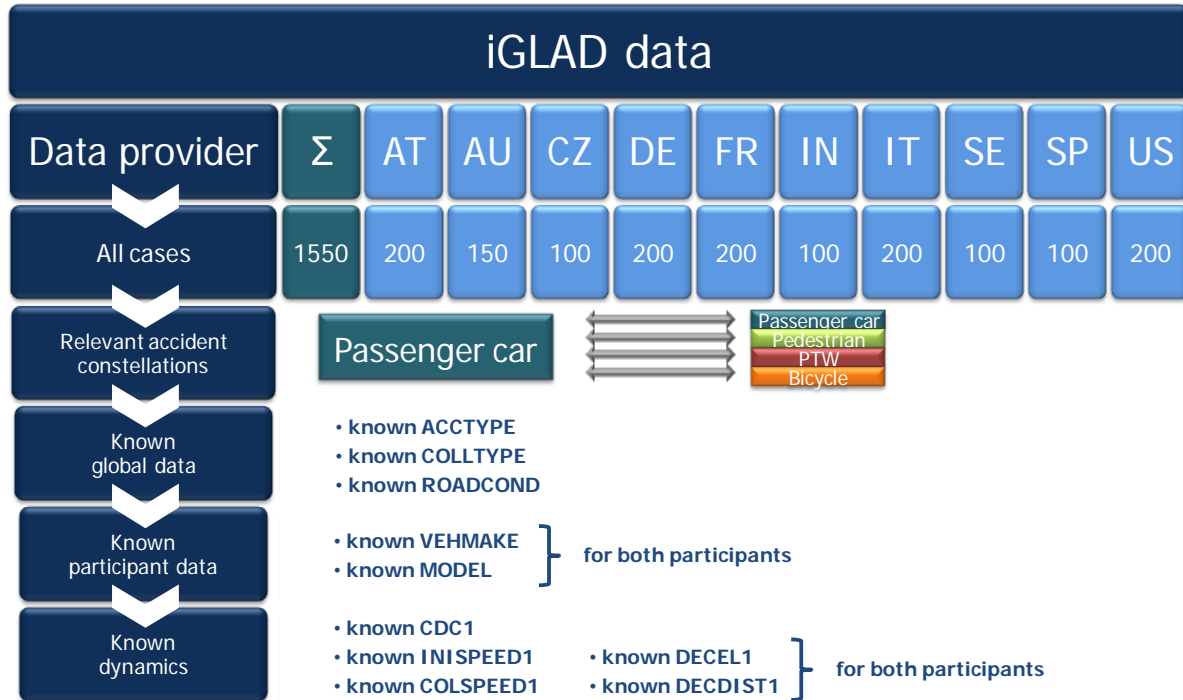 iGLAD data
Data provider Σ AT AU CZ DE FR IN IT SE SP US
All cases 1550 200 150 100 200 200 100 200 100 100 200
Relevant accident
constellations
Passenger car
Passenger car
Pedestrian
PTW
Bicycle
Known
global data
• known ACCTYPE
• known COLLTYPE
• known ROADCOND
Known
participant data
• known VEHMAKE
• known MODEL
for both participants
Known
dynamics
• known CDC1
• known INISPEED1
• known COLSPEED1
• known DECEL1
• known DECDIST1
for both participants